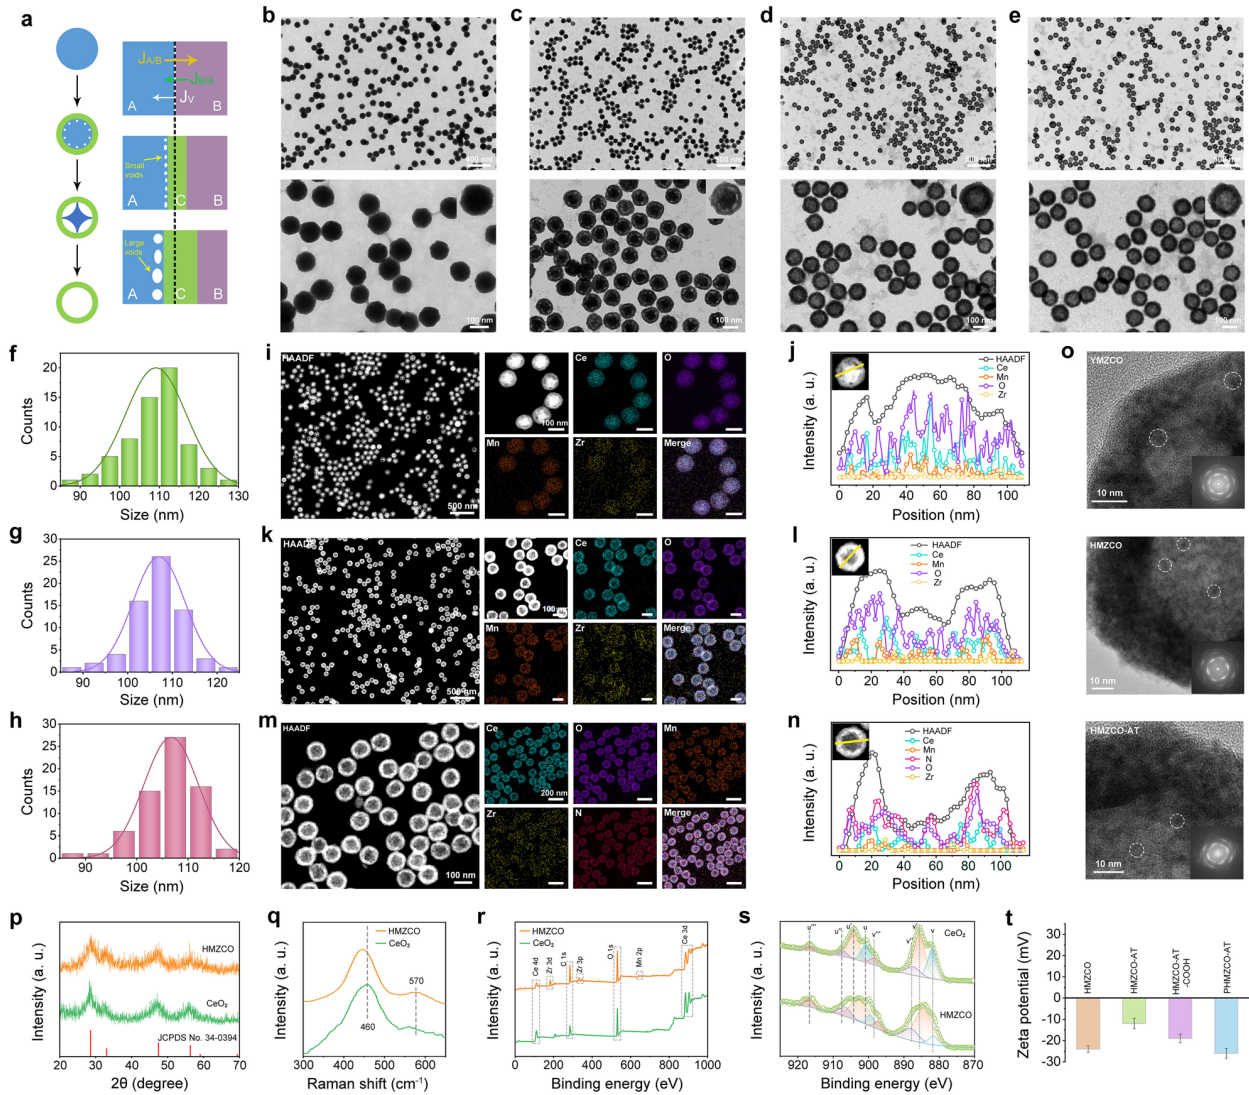 a
J A/B
J B/A
J V
A
B
Small
voids
A
C
B
Large
voids
A
C
B
b
400 nm
100 nm
c
500 nm
100 nm
d
100 nm
e
100 nm
f
Counts
20
15
10
5
0
90
100
110
120
130
Size (nm)
g
Counts
30
25
20
15
10
5
0
90
100
110
120
Size (nm)
h
Counts
30
20
10
0
90
100
110
120
Size (nm)
i
HAADF
500 nm
100 nm
Ce
O
Mn
Zr
Merge
j
Intensity (a. u.)
HAADF
Ce
Mn
O
Zr
0
20
40
60
80
100
Position (nm)
k
HAADF
500 nm
100 nm
Ce
O
Mn
Zr
Merge
l
Intensity (a. u.)
HAADF
Ce
Mn
O
Zr
0
20
40
60
80
100
Position (nm)
m
HAADF
100 nm
Ce
200 nm
O
Mn
Zr
N
Merge
n
Intensity (a. u.)
HAADF
Ce
Mn
N
O
Zr
0
20
40
60
80
100
Position (nm)
o
YMZCO
10 nm
HMZCO
10 nm
HMZCO-AT
10 nm
p
Intensity (a. u.)
HMZCO
CeO₂
JCPDS No. 34-0394
20
30
40
50
60
70
2θ (degree)
q
Intensity (a. u.)
HMZCO
CeO₂
570
460
300
400
500
600
Raman shift (cm⁻¹)
r
Intensity (a. u.)
HMZCO
CeO₂
Ce 4d
Zr 3d
C 1s
Zr 3p
O 1s
Mn 2p
Ce 3d
0
200
400
600
800
1000
Binding energy (eV)
s
Intensity (a. u.)
u'''
u''
u'
u
v'''
v''
v'
v
CeO₂
HMZCO
920
910
900
890
880
870
Binding energy (eV)
t
Zeta potential (mV)
30
20
10
0
-10
-20
-30
HMZCO
HMZCO-AT
HMZCO-AT
-COOH
PHMZCO-AT